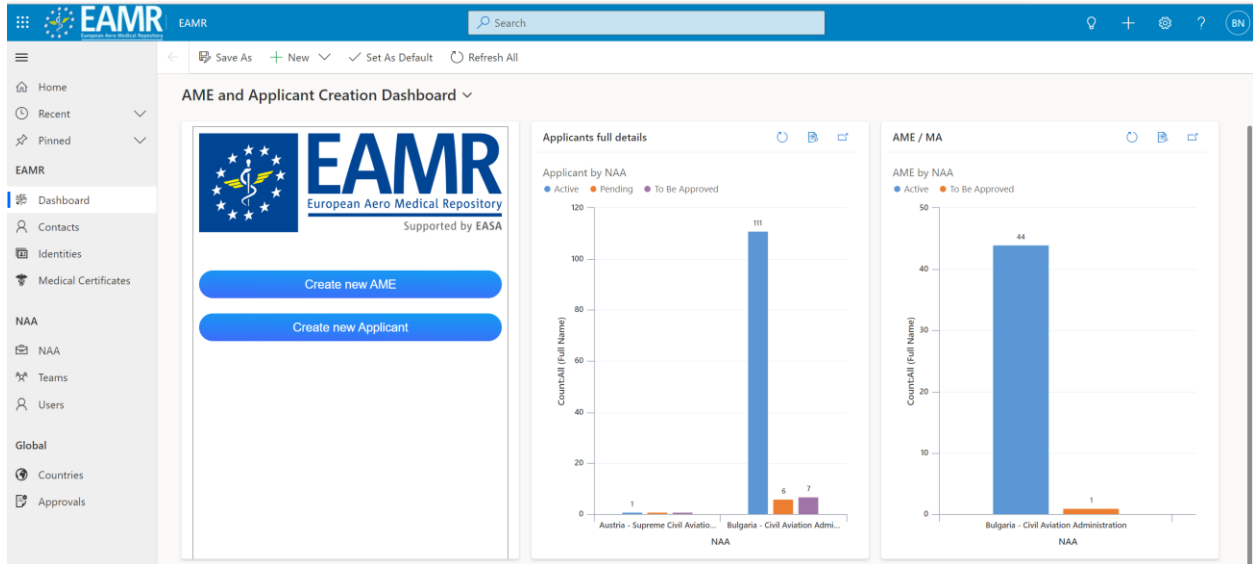 EAMR
European Aero Medical Repository
EAMR
Search
BN
Save As
New
Set As Default
Refresh All
Home
Recent
Pinned
EAMR
Dashboard
Contacts
Identities
Medical Certificates
NAA
NAA
Teams
Users
Global
Countries
Approvals
AME and Applicant Creation Dashboard
EAMR
European Aero Medical Repository
Supported by EASA
Create new AME
Create new Applicant
Applicants full details
Applicant by NAA
Active Pending To Be Approved
120
100
80
60
40
20
0
Count:All (Full Name)
111
1
6
7
Austria - Supreme Civil Aviatio...
Bulgaria - Civil Aviation Admi...
NAA
AME / MA
AME by NAA
Active To Be Approved
50
40
30
20
10
0
Count:All (Full Name)
44
1
Bulgaria - Civil Aviation Administration
NAA